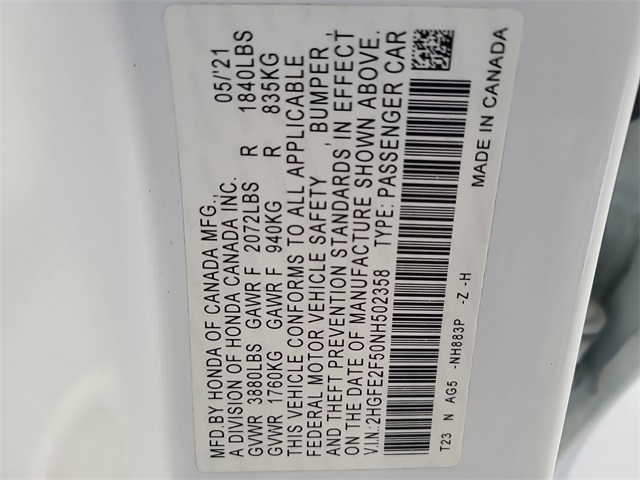 MFD.BY HONDA OF CANADA MFG., 05/'21
A DIVISION OF HONDA CANADA INC.
GVWR 3880LBS GAWR F 2072LBS R 1840LBS
GVWR 1760KG GAWR F 940KG R 835KG
THIS VEHICLE CONFORMS TO ALL APPLICABLE
FEDERAL MOTOR VEHICLE SAFETY , BUMPER ,
AND THEFT PREVENTION STANDARDS IN EFFECT
ON THE DATE OF MANUFACTURE SHOWN ABOVE.
V.I.N.:2HGFE2F50NH502358 TYPE: PASSENGER CAR
T23 N AG5 -NH883P -Z -H
MADE IN CANADA